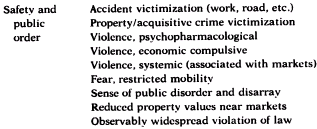 Safety and Accident victimization (work, road, etc.)
public Property/acquisitive crime victimization
order Violence, psychopharmacological
Violence, economic compulsive
Violence, systemic (associated with markets)
Fear, restricted mobility
Sense of public disorder and disarray
Reduced property values near markets
Observably widespread violation of law